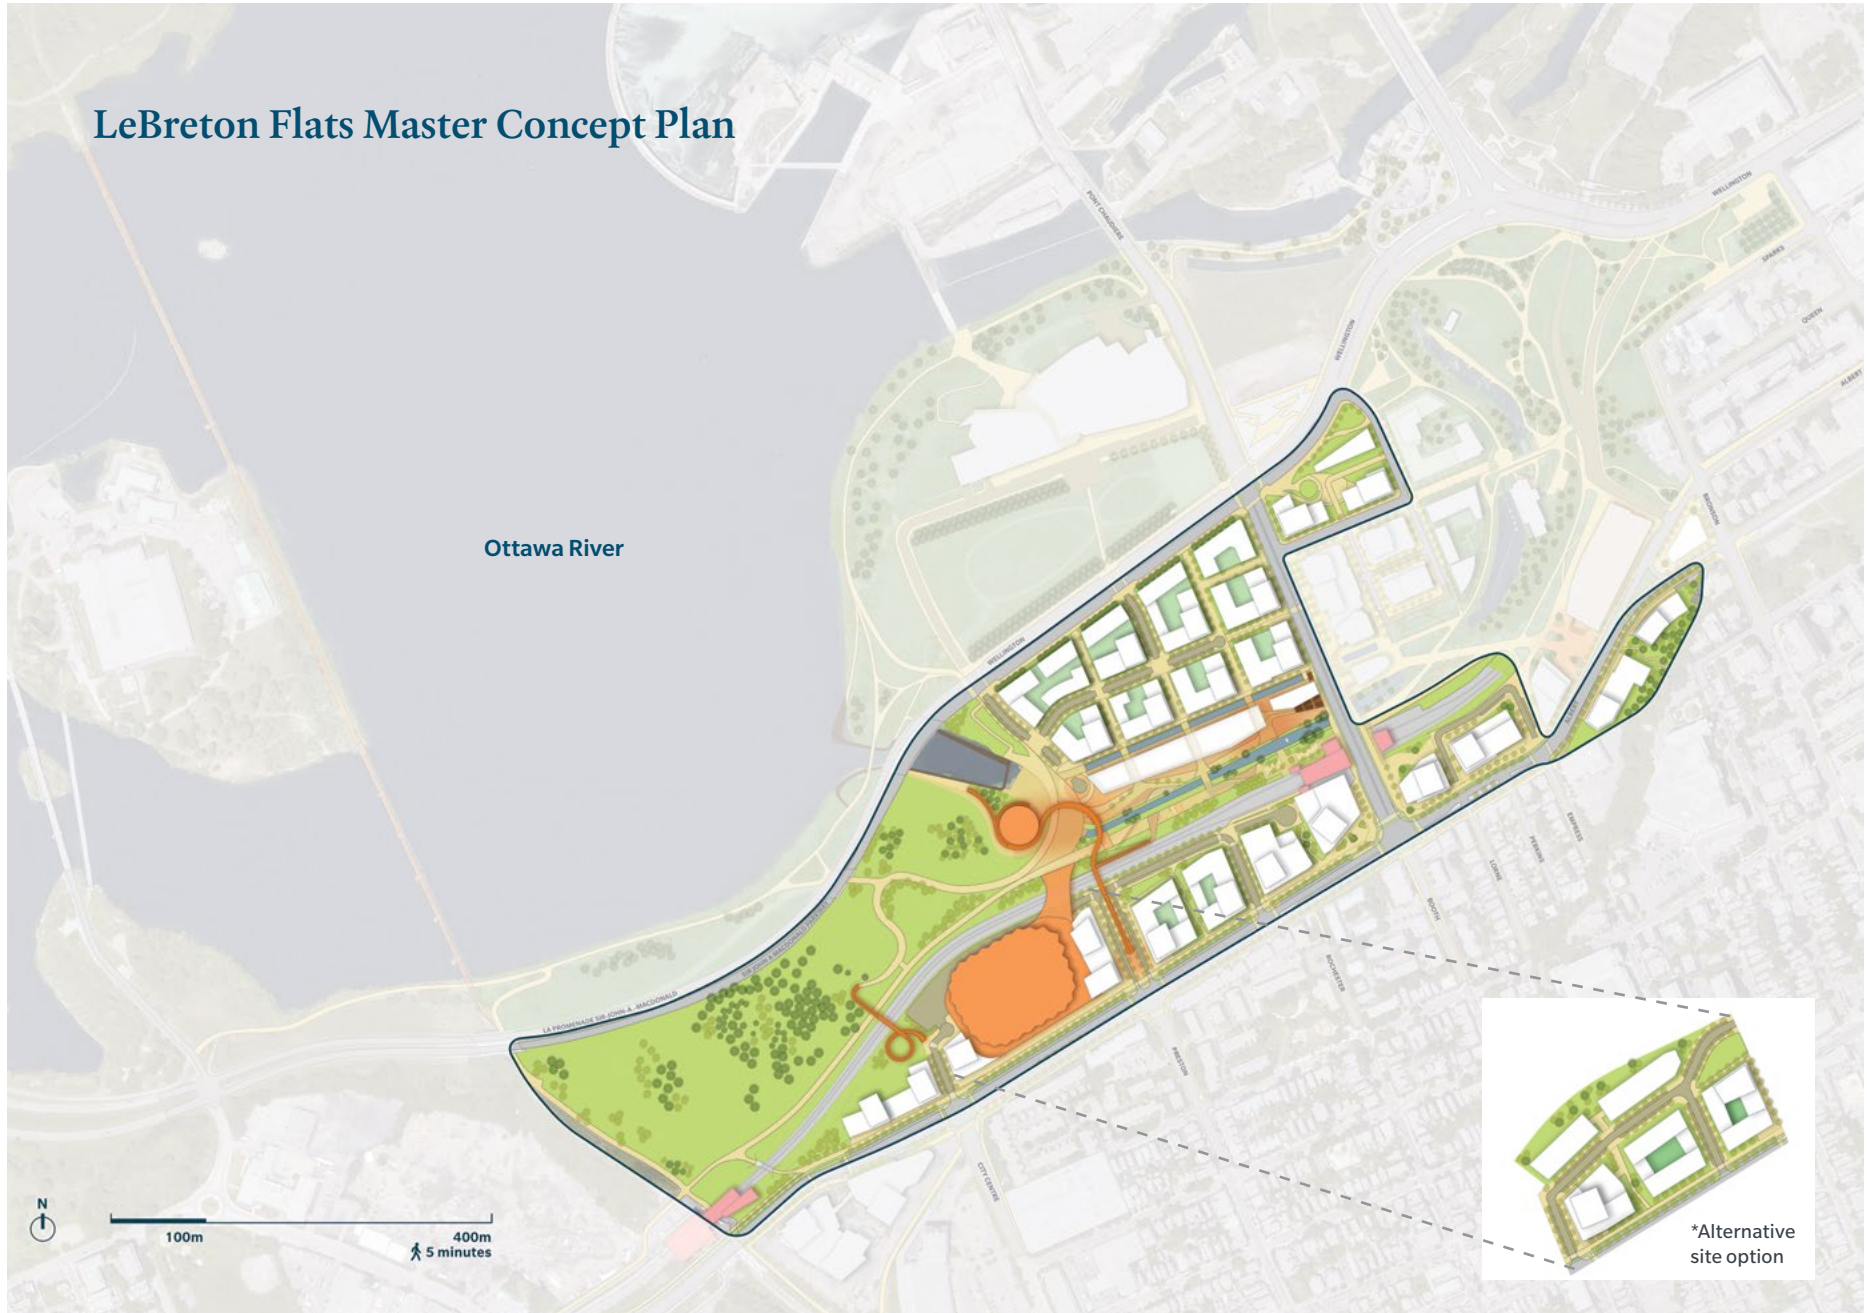 LeBreton Flats Master Concept Plan
WELLINGTON
SPARKS
QUEEN
ALBERT
PONT CHAUDIERE
WELLINGTON
BRONSON
Ottawa River
WELLINGTON
ALBERT
EMPRESS
PERKINS
LORNE
BOOTH
ROCHESTER
SIR JOHN A MACDONALD PARKWAY
LA PROMENADE SIR-JOHN-A.-MACDONALD
PRESTON
CITY CENTRE
N
100m
400m
5 minutes
*Alternative
site option